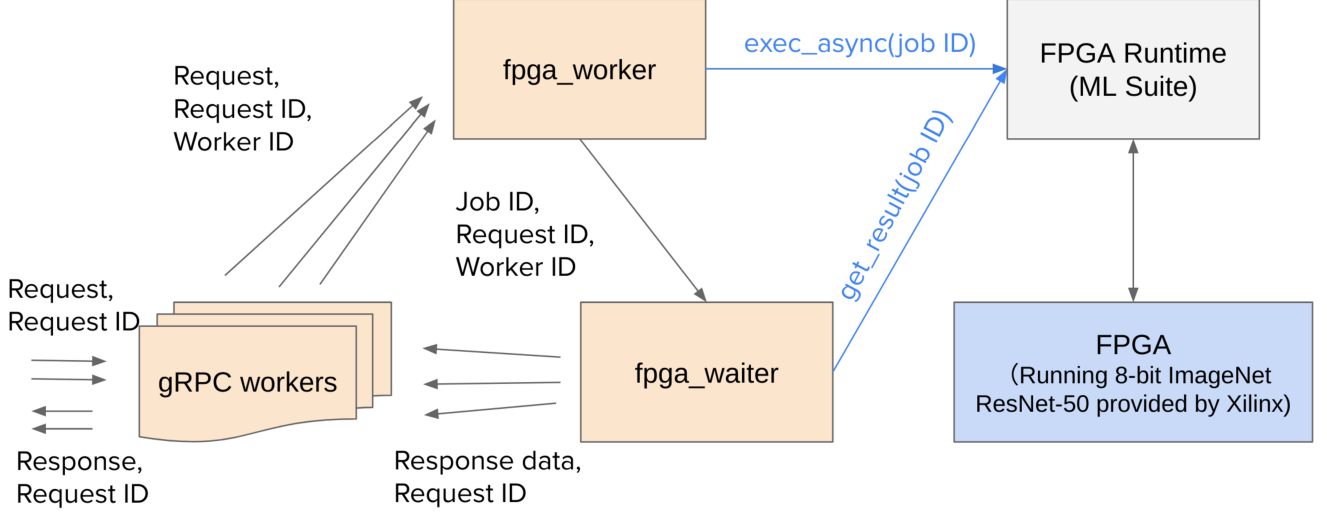 fpga_worker
exec_async(job ID)
FPGA Runtime
(ML Suite)
Request,
Request ID,
Worker ID
get_result(job ID)
Job ID,
Request ID,
Worker ID
Request,
Request ID
gRPC workers
fpga_waiter
FPGA
(Running 8-bit ImageNet
ResNet-50 provided by Xilinx)
Response,
Request ID
Response data,
Request ID